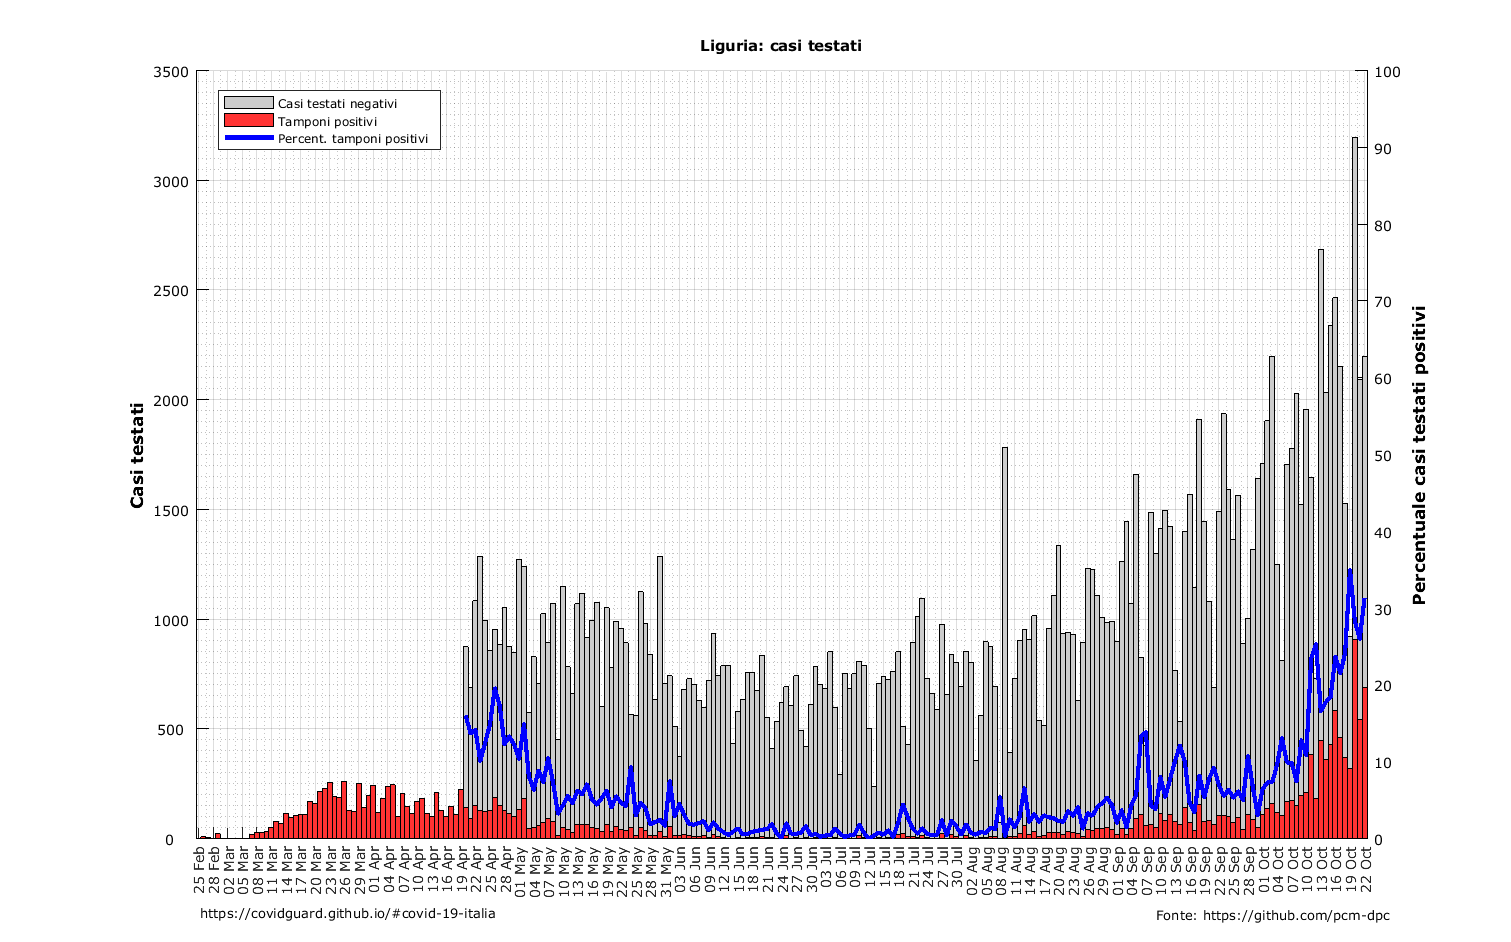 Liguria: casi testati
Casi testati negativi
Tamponi positivi
Percent. tamponi positivi
Casi testati
3500
3000
2500
2000
1500
1000
500
0
100
90
80
70
60
50
40
30
20
10
0
Percentuale casi testati positivi
25 Feb
28 Feb
02 Mar
05 Mar
08 Mar
11 Mar
14 Mar
17 Mar
20 Mar
23 Mar
26 Mar
29 Mar
01 Apr
04 Apr
07 Apr
10 Apr
13 Apr
16 Apr
19 Apr
22 Apr
25 Apr
28 Apr
01 May
04 May
07 May
10 May
13 May
16 May
19 May
22 May
25 May
28 May
31 May
03 Jun
06 Jun
09 Jun
12 Jun
15 Jun
18 Jun
21 Jun
24 Jun
27 Jun
30 Jun
03 Jul
06 Jul
09 Jul
12 Jul
15 Jul
18 Jul
21 Jul
24 Jul
27 Jul
30 Jul
02 Aug
05 Aug
08 Aug
11 Aug
14 Aug
17 Aug
20 Aug
23 Aug
26 Aug
29 Aug
01 Sep
04 Sep
07 Sep
10 Sep
13 Sep
16 Sep
19 Sep
22 Sep
25 Sep
28 Sep
01 Oct
04 Oct
07 Oct
10 Oct
13 Oct
16 Oct
19 Oct
22 Oct
https://covidguard.github.io/#covid-19-italia
Fonte: https://github.com/pcm-dpc